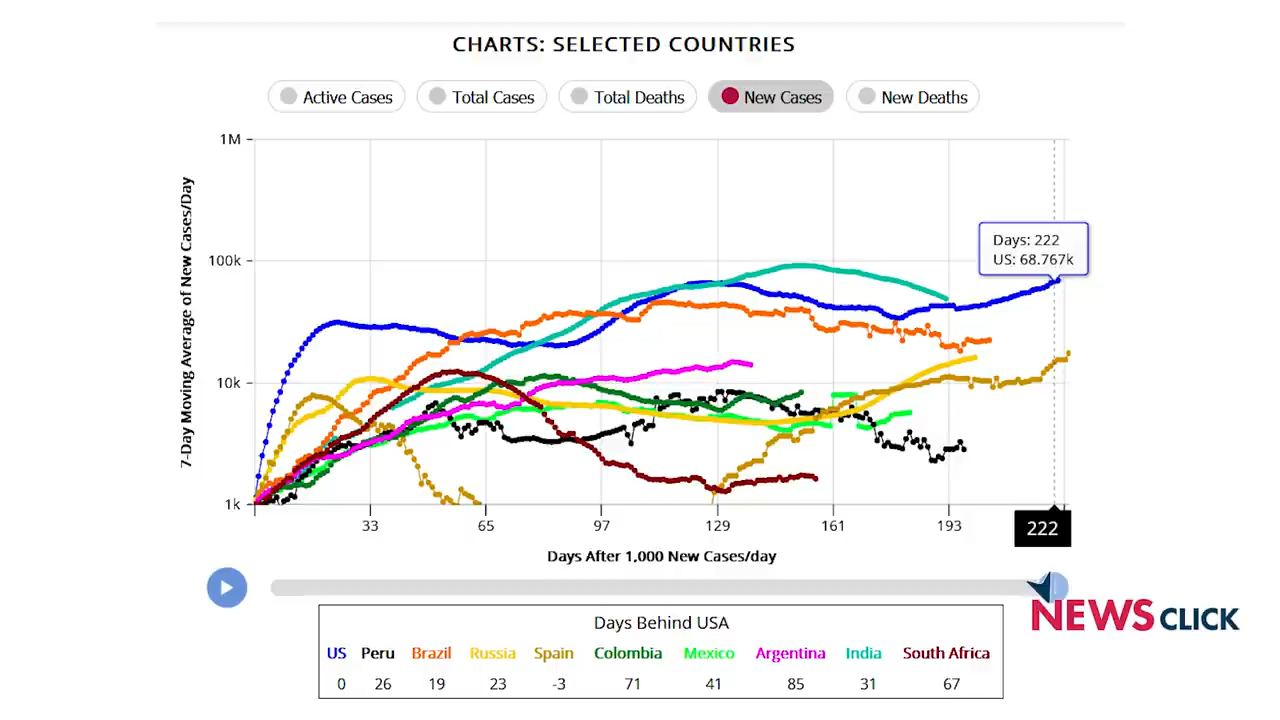 CHARTS: SELECTED COUNTRIES
Active Cases Total Cases Total Deaths New Cases New Deaths
1M
100k
10k
1k
7-Day Moving Average of New Cases/Day
Days: 222
US: 68.767k
33 65 97 129 161 193 222
Days After 1,000 New Cases/day
NEWSCLICK
Days Behind USA
US Peru Brazil Russia Spain Colombia Mexico Argentina India South Africa
0 26 19 23 -3 71 41 85 31 67